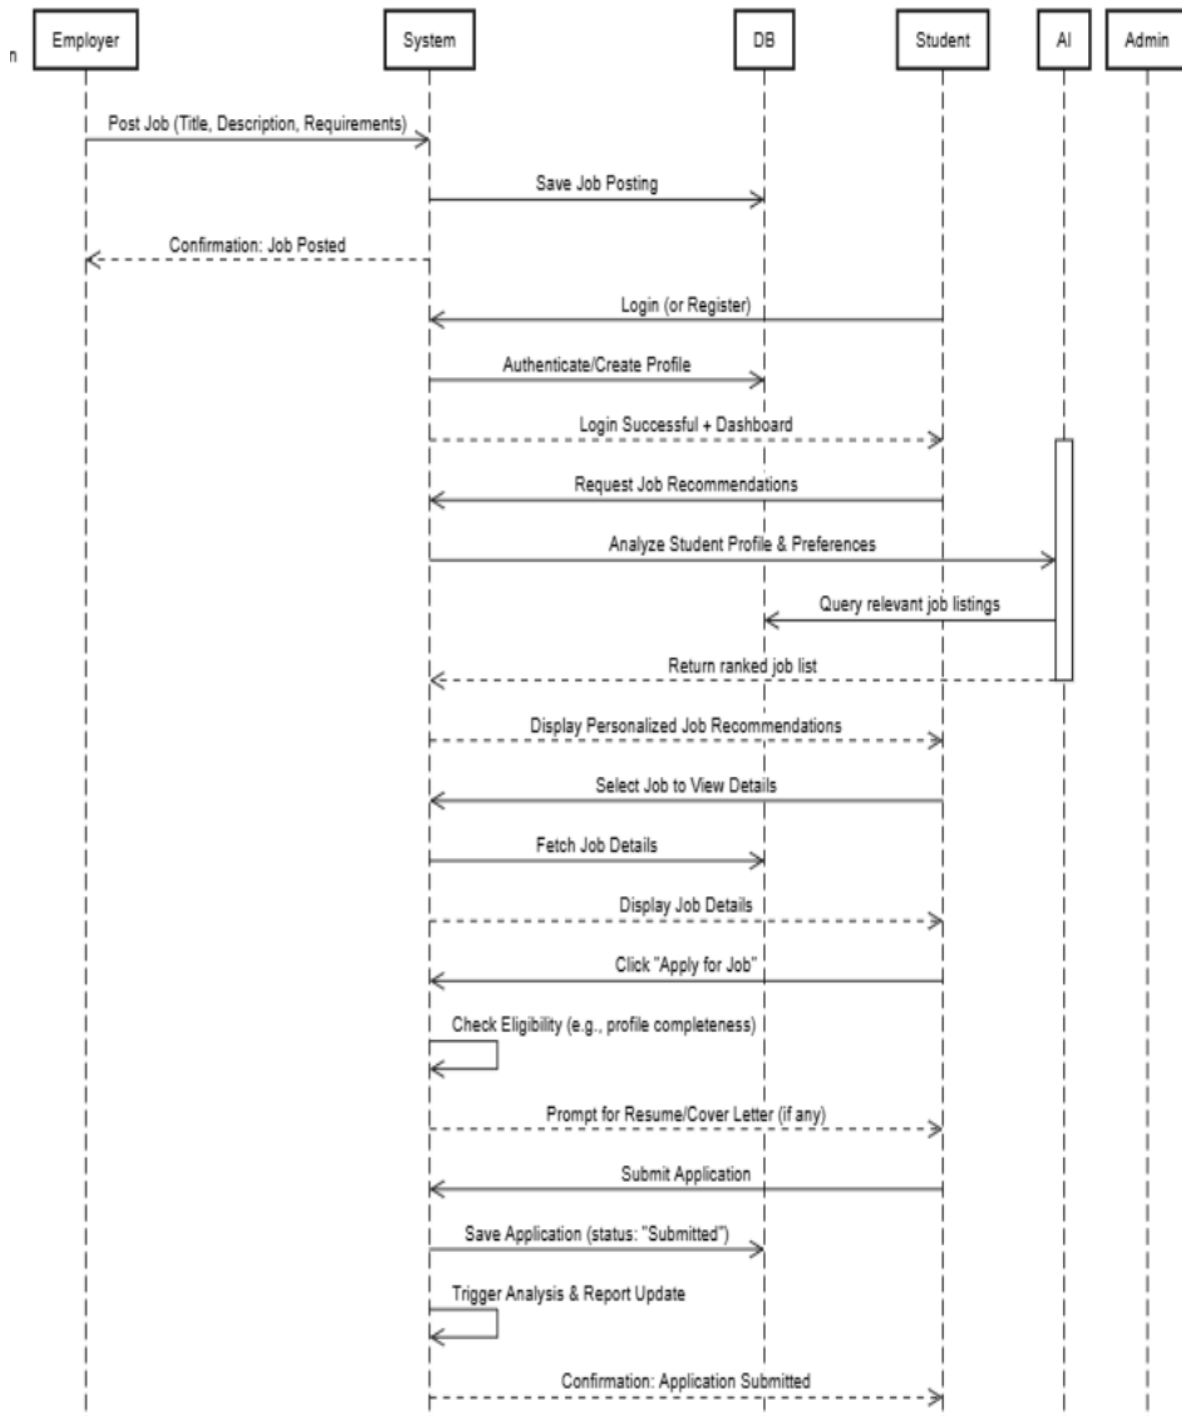 Employer
System
DB
Student
AI
Admin
n
Post Job (Title, Description, Requirements)
Save Job Posting
Confirmation: Job Posted
Login (or Register)
Authenticate/Create Profile
Login Successful + Dashboard
Request Job Recommendations
Analyze Student Profile & Preferences
Query relevant job listings
Return ranked job list
Display Personalized Job Recommendations
Select Job to View Details
Fetch Job Details
Display Job Details
Click "Apply for Job"
Check Eligibility (e.g., profile completeness)
Prompt for Resume/Cover Letter (if any)
Submit Application
Save Application (status: "Submitted")
Trigger Analysis & Report Update
Confirmation: Application Submitted